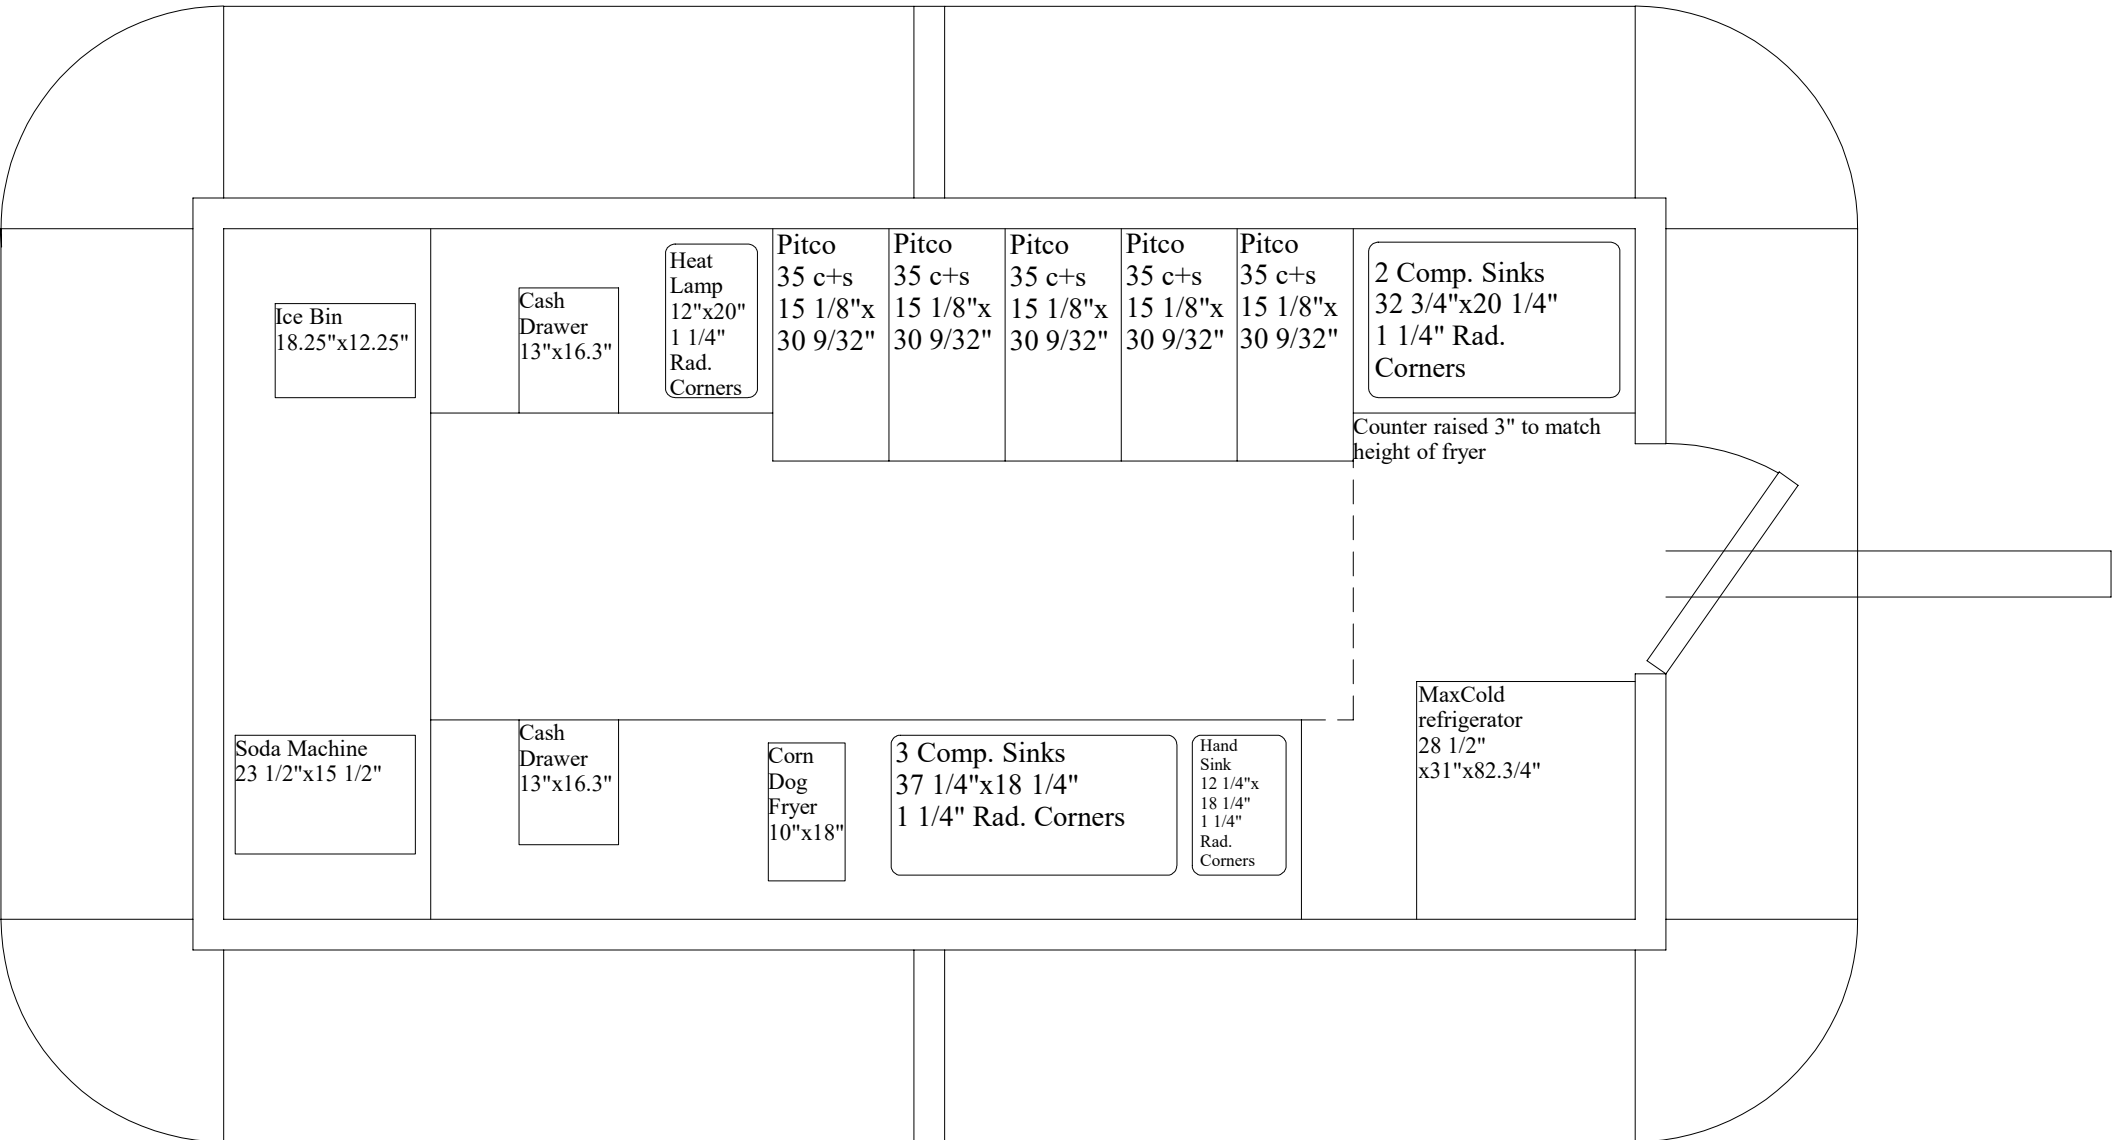 Ice Bin
18.25"x12.25"
Cash
Drawer
13"x16.3"
Heat
Lamp
12"x20"
1 1/4"
Rad.
Corners
Pitco
35 c+s
15 1/8"x
30 9/32"
Pitco
35 c+s
15 1/8"x
30 9/32"
Pitco
35 c+s
15 1/8"x
30 9/32"
Pitco
35 c+s
15 1/8"x
30 9/32"
Pitco
35 c+s
15 1/8"x
30 9/32"
2 Comp. Sinks
32 3/4"x20 1/4"
1 1/4" Rad.
Corners
Counter raised 3" to match
height of fryer
Soda Machine
23 1/2"x15 1/2"
Cash
Drawer
13"x16.3"
Corn
Dog
Fryer
10"x18"
3 Comp. Sinks
37 1/4"x18 1/4"
1 1/4" Rad. Corners
Hand
Sink
12 1/4"x
18 1/4"
1 1/4"
Rad.
Corners
MaxCold
refrigerator
28 1/2"
x31"x82.3/4"